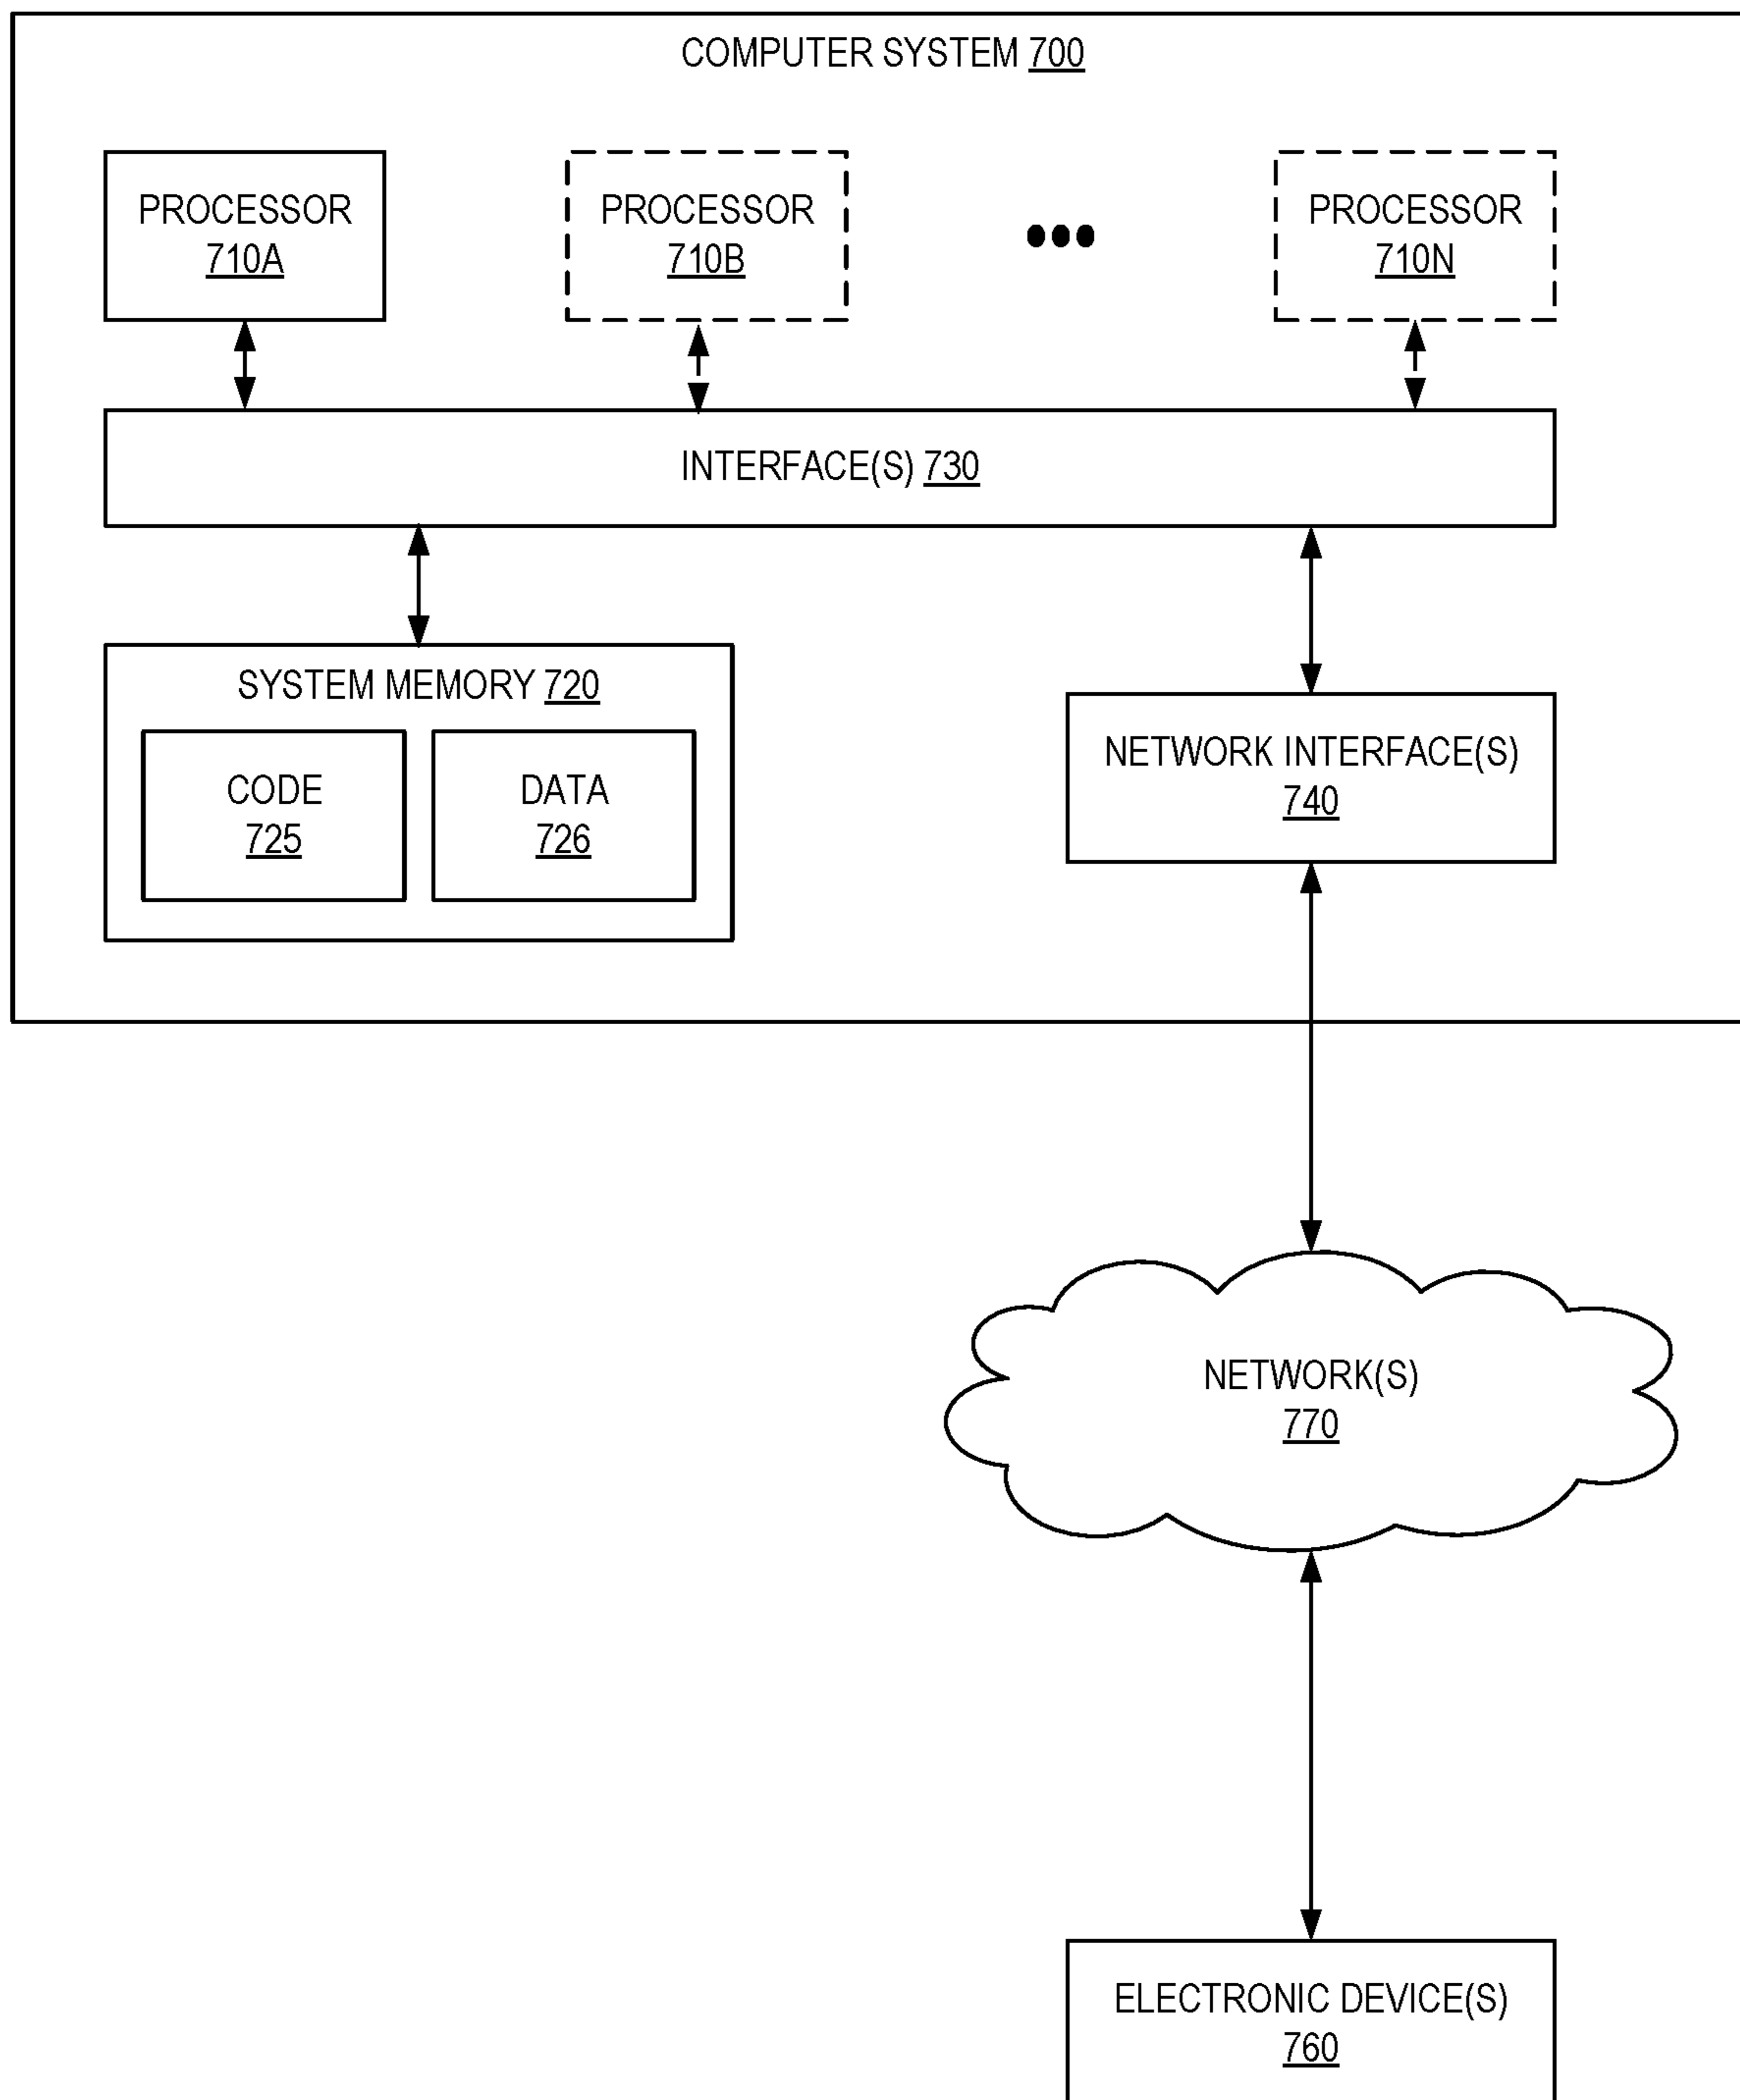 COMPUTER SYSTEM 700
PROCESSOR
710A
PROCESSOR
710B
PROCESSOR
710N
INTERFACE(S) 730
SYSTEM MEMORY 720
CODE
725
DATA
726
NETWORK INTERFACE(S)
740
NETWORK(S)
770
ELECTRONIC DEVICE(S)
760